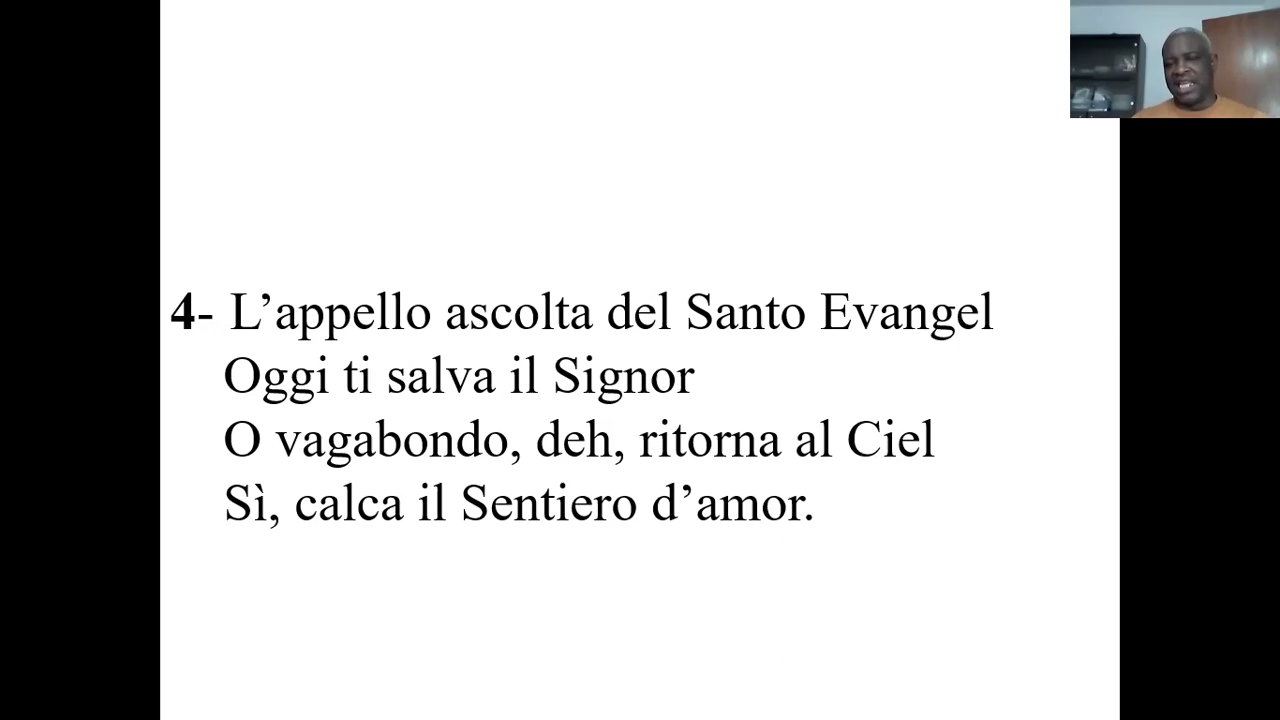 4- L’appello ascolta del Santo Evangel
Oggi ti salva il Signor
O vagabondo, deh, ritorna al Ciel
Sì, calca il Sentiero d’amor.